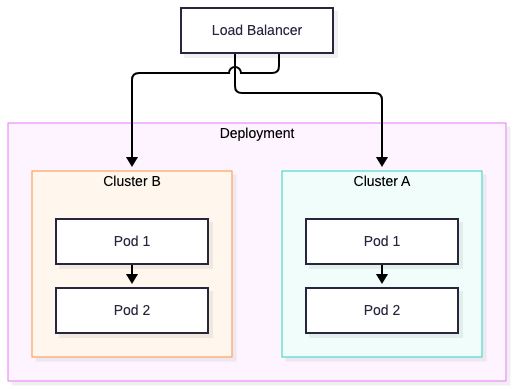 Load Balancer
Deployment
Cluster B
Cluster A
Pod 1
Pod 1
Pod 2
Pod 2